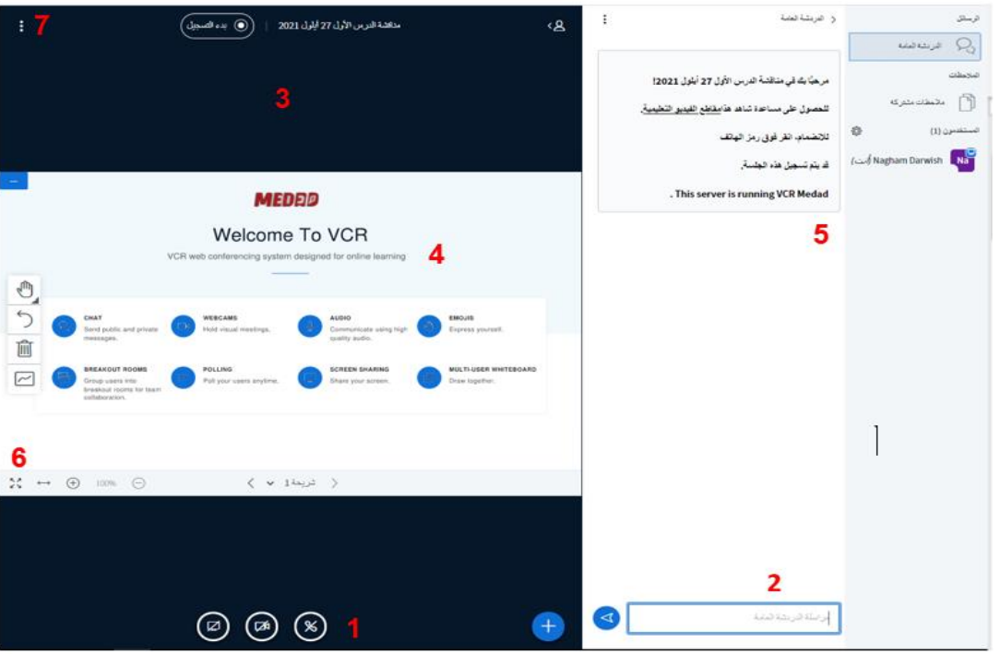 الرسائل
الدردشة العامة
الملاحظات
ملاحظات مشتركة
المستخدمون (1)
Na
Nagham Darwish (أنت)
الدردشة العامة
مرحبًا بك في مناقشة الدرس الأول 27 أيلول 2021!
للحصول على مساعدة شاهد هذا مقاطع الفيديو التعليمية.
للانضمام، انقر فوق رمز الهاتف
قد يتم تسجيل هذه الجلسة.
This server is running VCR Medad .
5
2
مراسلة الدردشة العامة
7
بدء التسجيل
مناقشة الدرس الأول 27 أيلول 2021
3
MEDAD
Welcome To VCR
VCR web conferencing system designed for online learning
4
CHAT
Send public and private
messages.
WEBCAMS
Hold visual meetings.
AUDIO
Communicate using high
quality audio.
EMOJIS
Express yourself.
BREAKOUT ROOMS
Group users into
breakout rooms for team
collaboration.
POLLING
Poll your users anytime.
SCREEN SHARING
Share your screen.
MULTI-USER WHITEBOARD
Draw together.
6
100%
شريحة 1
1